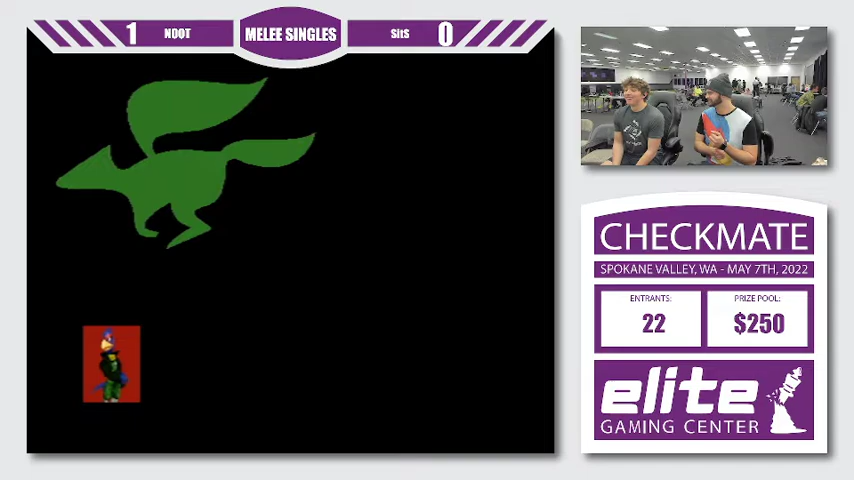 1 NOOT MELEE SINGLES SitS 0
CHECKMATE
SPOKANE VALLEY, WA - MAY 7TH, 2022
ENTRANTS: PRIZE POOL:
22 $250
elite
GAMING CENTER